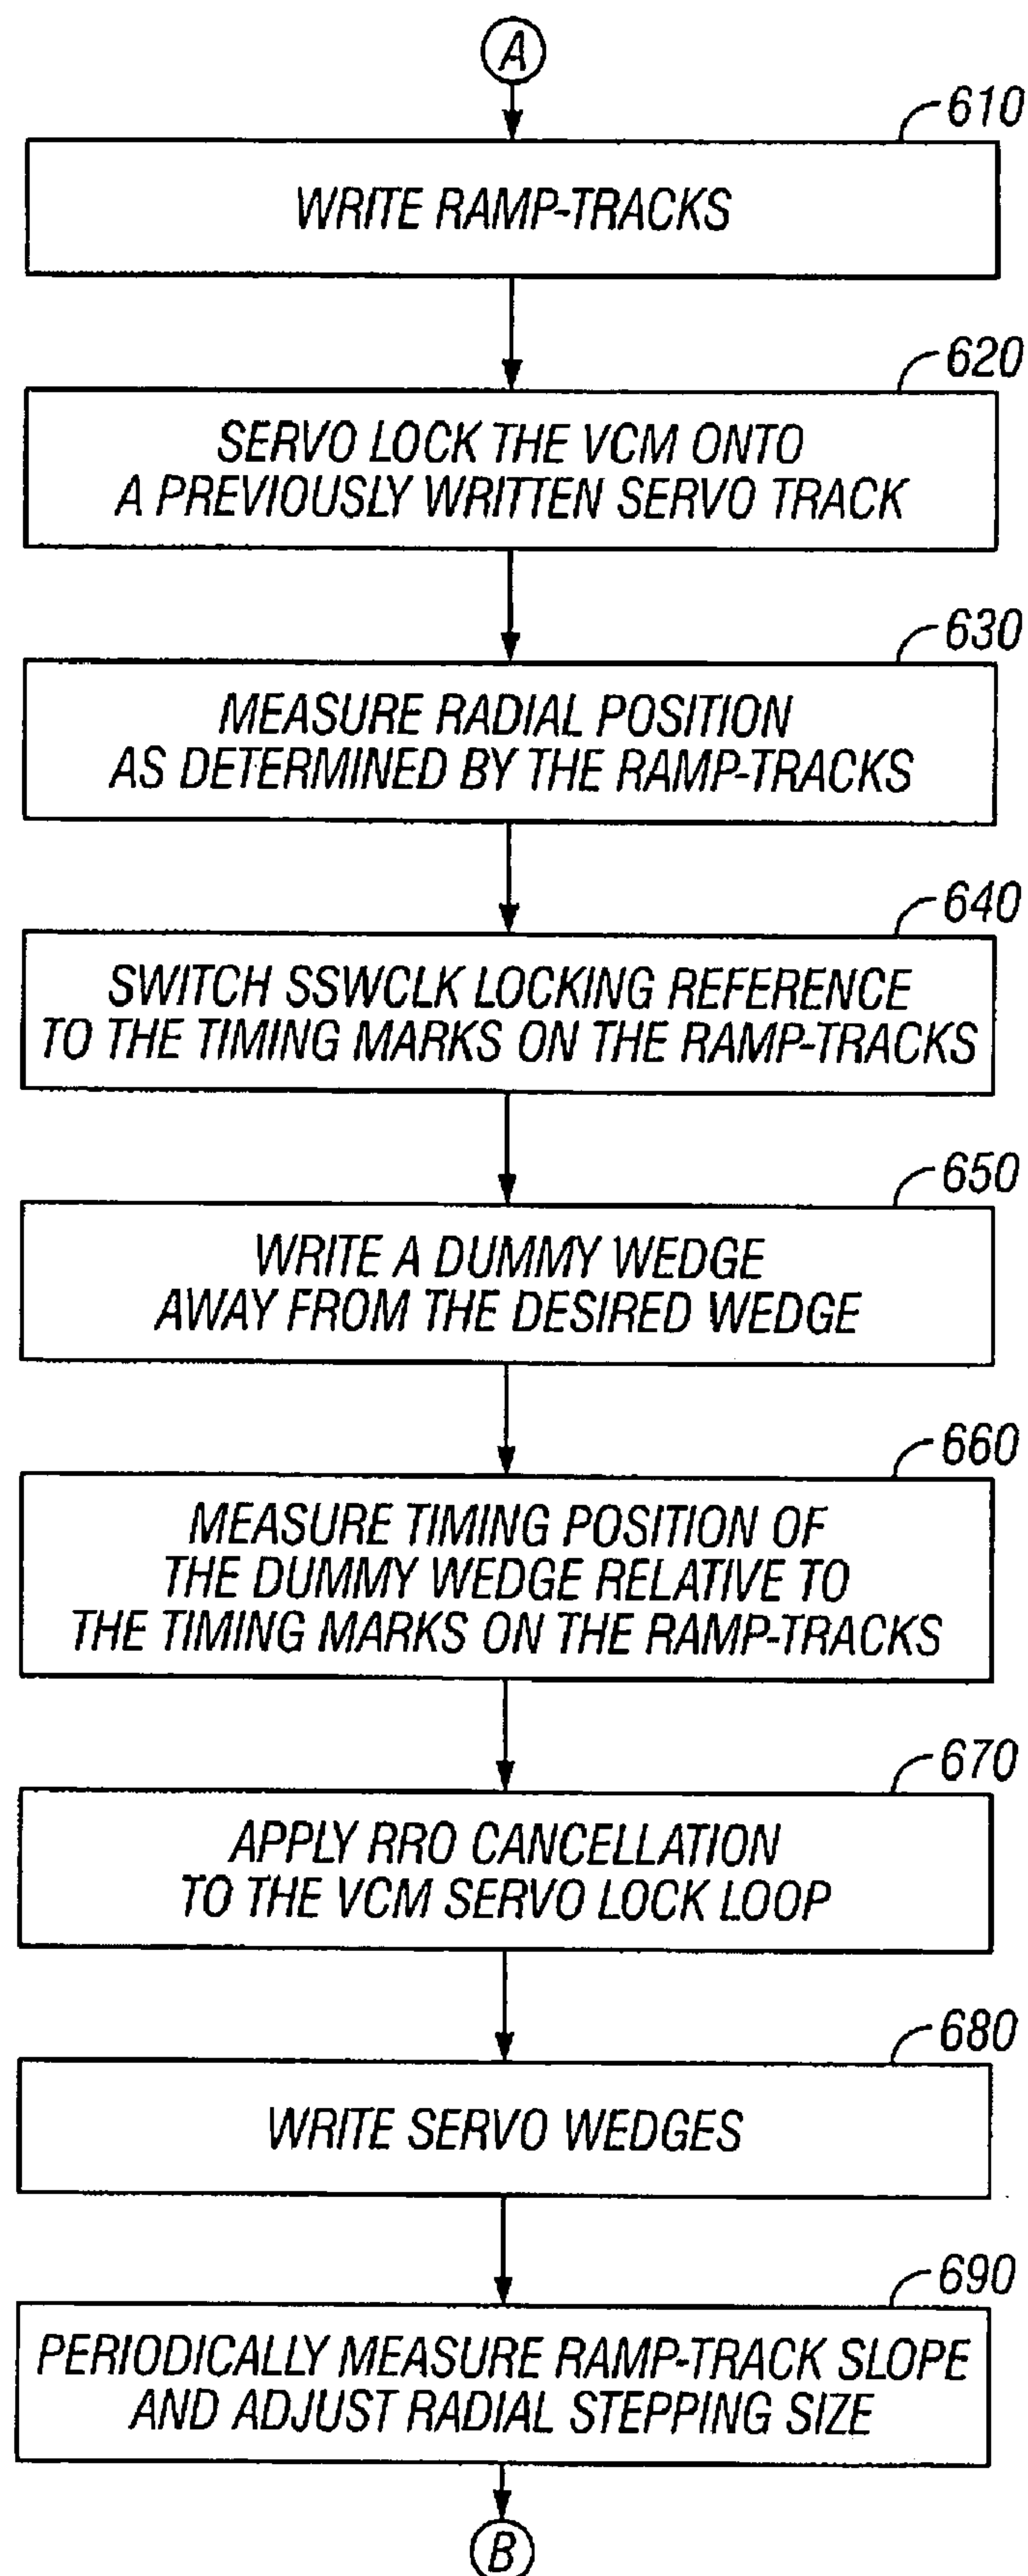 A
610
WRITE RAMP-TRACKS
620
SERVO LOCK THE VCM ONTO
A PREVIOUSLY WRITTEN SERVO TRACK
630
MEASURE RADIAL POSITION
AS DETERMINED BY THE RAMP-TRACKS
640
SWITCH SSWCLK LOCKING REFERENCE
TO THE TIMING MARKS ON THE RAMP-TRACKS
650
WRITE A DUMMY WEDGE
AWAY FROM THE DESIRED WEDGE
660
MEASURE TIMING POSITION OF
THE DUMMY WEDGE RELATIVE TO
THE TIMING MARKS ON THE RAMP-TRACKS
670
APPLY RRO CANCELLATION
TO THE VCM SERVO LOCK LOOP
680
WRITE SERVO WEDGES
690
PERIODICALLY MEASURE RAMP-TRACK SLOPE
AND ADJUST RADIAL STEPPING SIZE
B